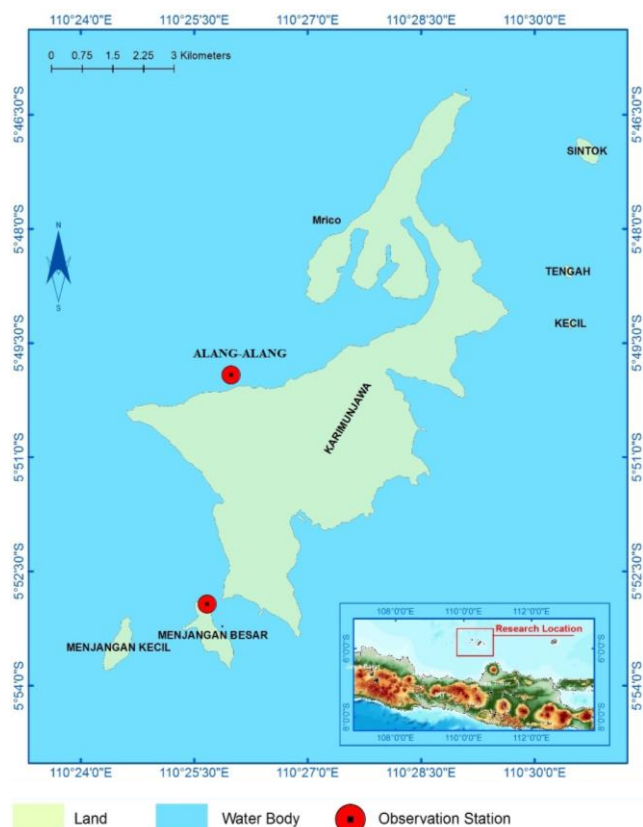 110°24'0"E 110°25'30"E 110°27'0"E 110°28'30"E 110°30'0"E
0 0.75 1.5 2.25 3 Kilometers
5°46'30"S 5°46'30"S
SINTOK
Mrico
5°48'0"S 5°48'0"S
N
S
TENGAH
KECIL
5°49'30"S 5°49'30"S
ALANG-ALANG
KARIMUNJAWA
5°51'0"S 5°51'0"S
5°52'30"S 5°52'30"S
MENJANGAN BESAR
MENJANGAN KECIL
5°54'0"S 5°54'0"S
108°0'0"E 110°0'0"E 112°0'0"E
Research Location
6°0'0"S 6°0'0"S
8°0'0"S 8°0'0"S
108°0'0"E 110°0'0"E 112°0'0"E
110°24'0"E 110°25'30"E 110°27'0"E 110°28'30"E 110°30'0"E
Land Water Body Observation Station